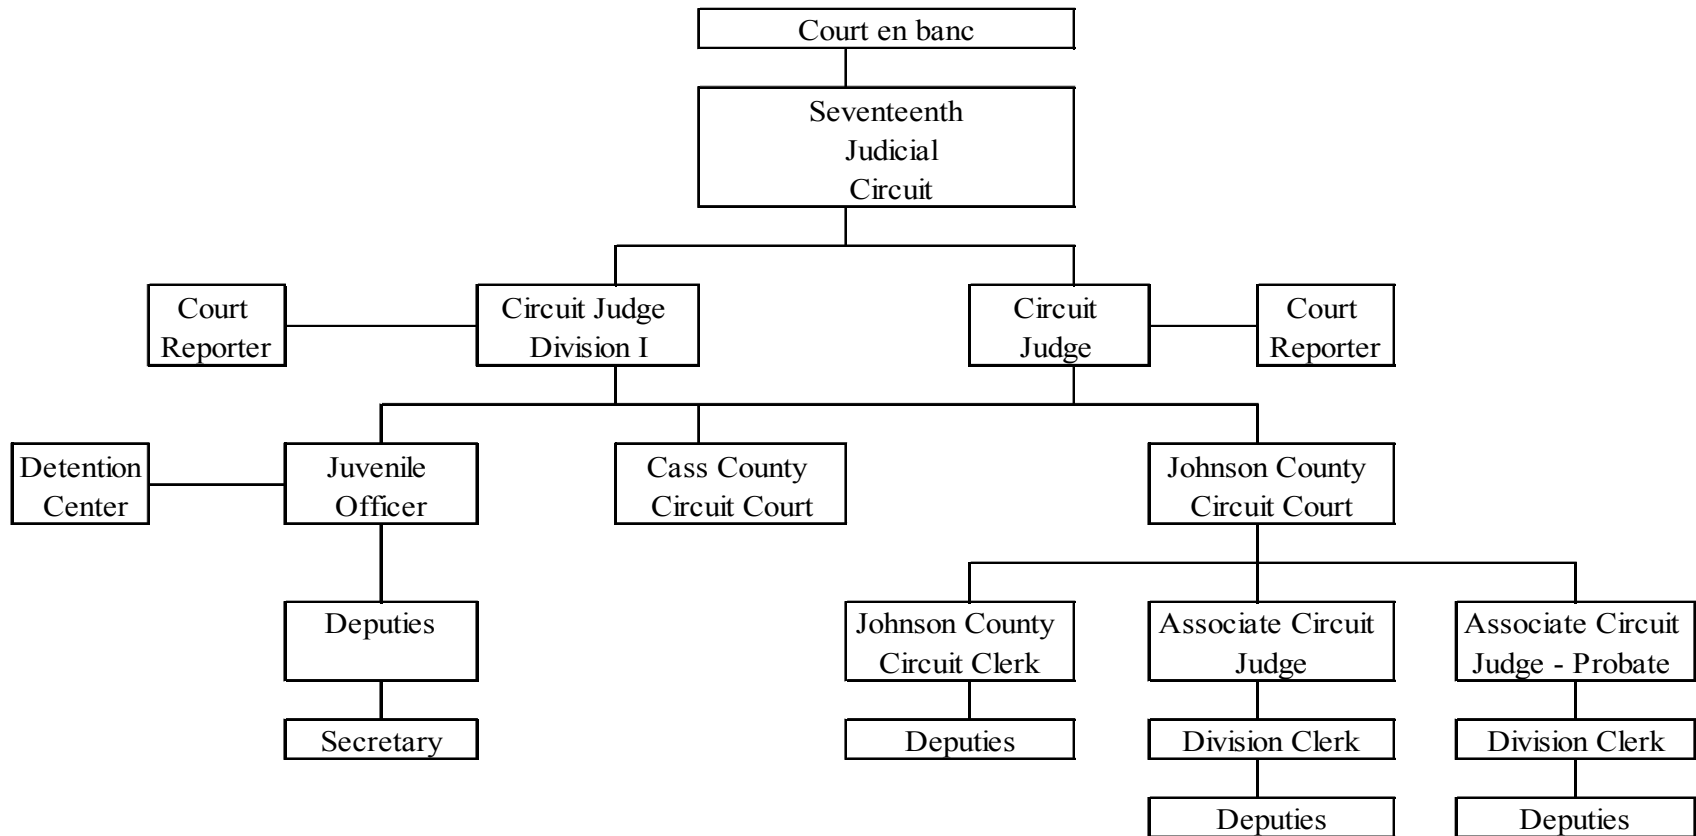 Court en banc
Seventeenth
Judicial
Circuit
Court
Reporter
Circuit Judge
Division I
Circuit
Judge
Court
Reporter
Detention
Center
Juvenile
Officer
Cass County
Circuit Court
Johnson County
Circuit Court
Deputies
Johnson County
Circuit Clerk
Associate Circuit
Judge
Associate Circuit
Judge - Probate
Secretary
Deputies
Division Clerk
Division Clerk
Deputies
Deputies